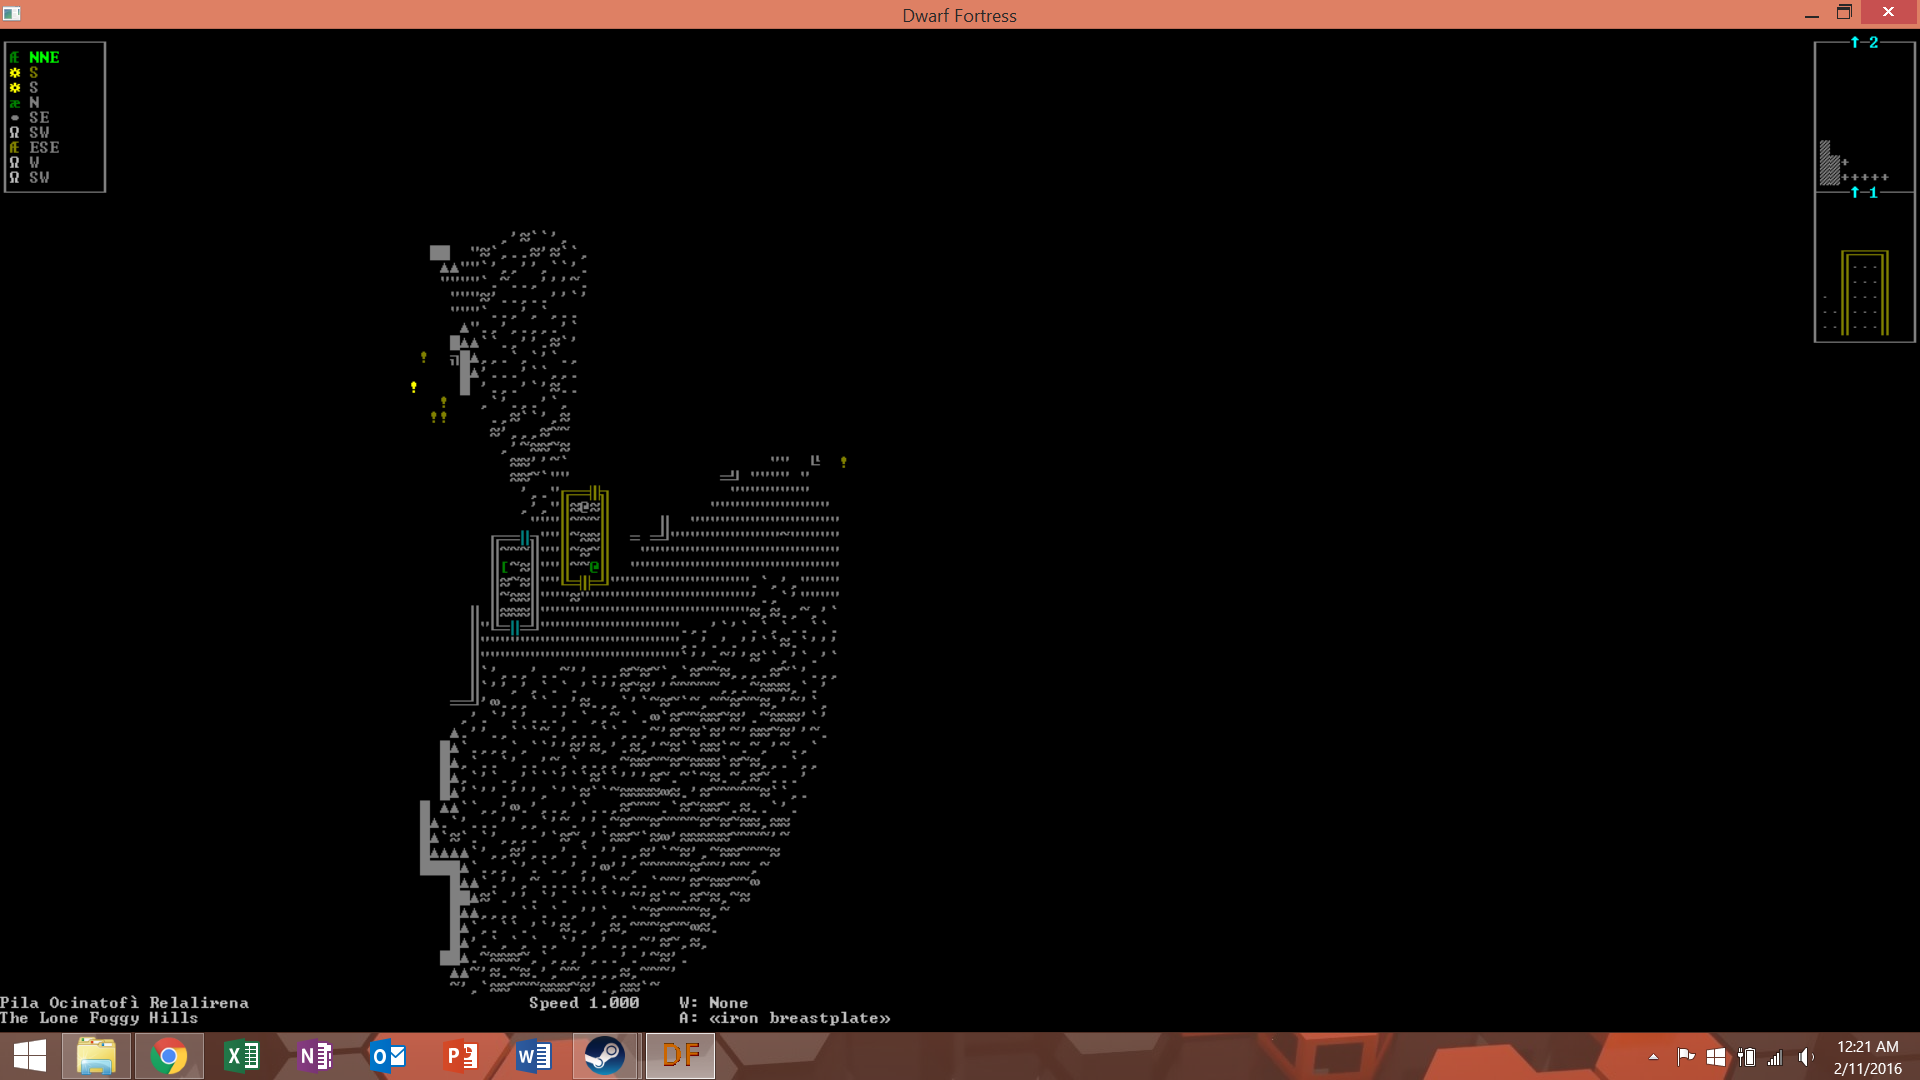 Dwarf Fortress
Æ NNE
☼ S
☼ S
æ N
• SE
Ω SW
Æ ESE
Ω W
Ω SW
↑ 2
↑ 1
Pila Ocinatofì Relalirena
The Lone Foggy Hills
Speed 1.000
W: None
A: «iron breastplate»
DF
12:21 AM
2/11/2016